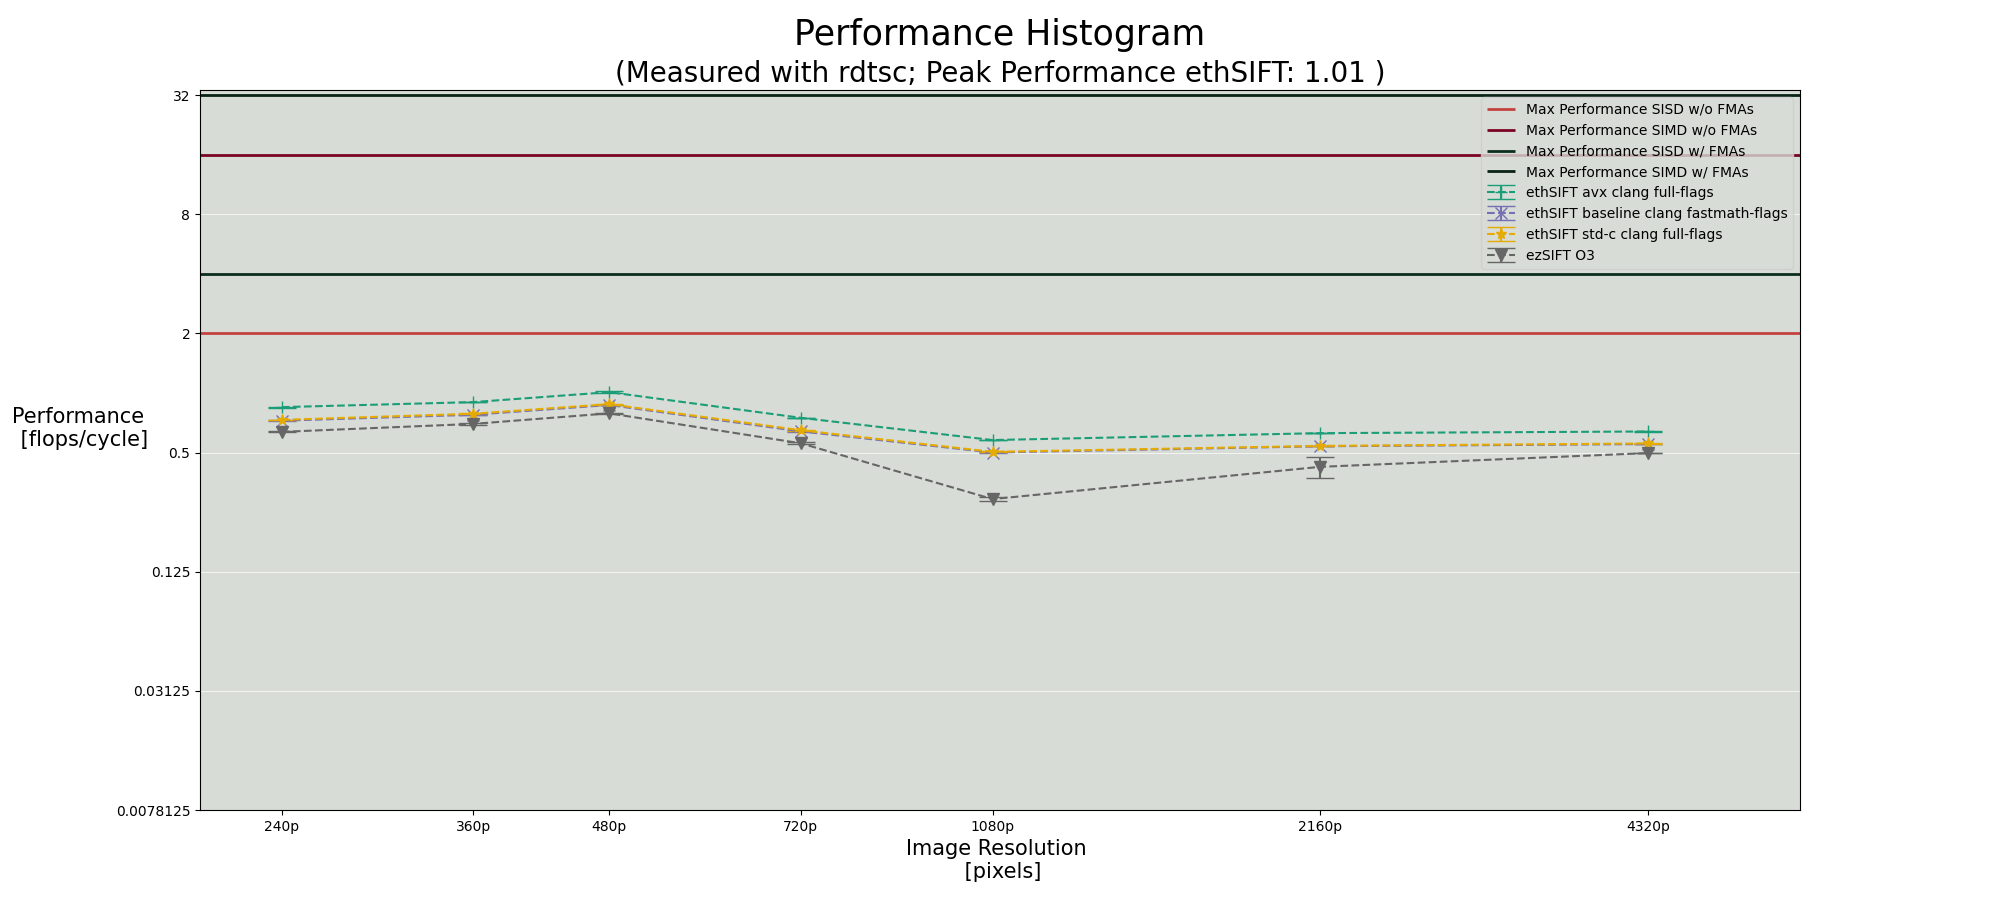 Performance Histogram
(Measured with rdtsc; Peak Performance ethSIFT: 1.01 )
32
8
2
0.5
0.125
0.03125
0.0078125
Performance
[flops/cycle]
Max Performance SISD w/o FMAs
Max Performance SIMD w/o FMAs
Max Performance SISD w/ FMAs
Max Performance SIMD w/ FMAs
ethSIFT avx clang full-flags
ethSIFT baseline clang fastmath-flags
ethSIFT std-c clang full-flags
ezSIFT O3
240p 360p 480p 720p 1080p 2160p 4320p
Image Resolution
[pixels]